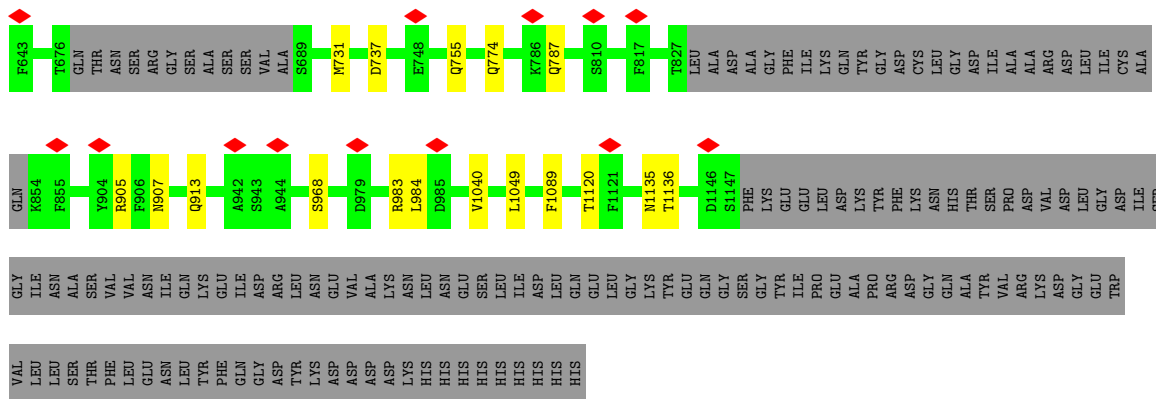 F643 T676 GLN THR ASN SER ARG GLY SER ALA SER SER VAL ALA S689 M731 D737 E748 Q755 Q774 K786 Q787 S810 F817 T827 LEU ALA ASP ALA GLY PHE ILE LYS GLN TYR GLY ASP CYS LEU GLY ASP ILE ALA ALA ARG ASP LEU ILE CYS ALA
GLN K854 F855 Y904 R905 F906 N907 Q913 A942 S943 A944 S968 D979 R983 L984 D985 V1040 L1049 F1089 T1120 F1121 N1135 T1136 D1146 S1147 PHE LYS GLU GLU LEU ASP LYS TYR PHE LYS ASN HIS THR SER PRO ASP VAL ASP LEU GLY ASP ILE SER
GLY ILE ASN ALA SER VAL VAL ASN ILE GLN LYS GLU ILE ASP ARG LEU ASN GLU VAL ALA LYS ASN LEU ASN GLU SER LEU ILE ASP LEU GLN GLU LEU GLY LYS TYR GLU GLN GLY SER GLY TYR ILE PRO GLU ALA PRO ARG ASP GLY GLN ALA TYR VAL ARG LYS ASP GLY GLU TRP
VAL LEU LEU SER THR PHE LEU GLU ASN LEU TYR PHE GLN GLY ASP TYR LYS ASP ASP ASP ASP LYS HIS HIS HIS HIS HIS HIS HIS HIS